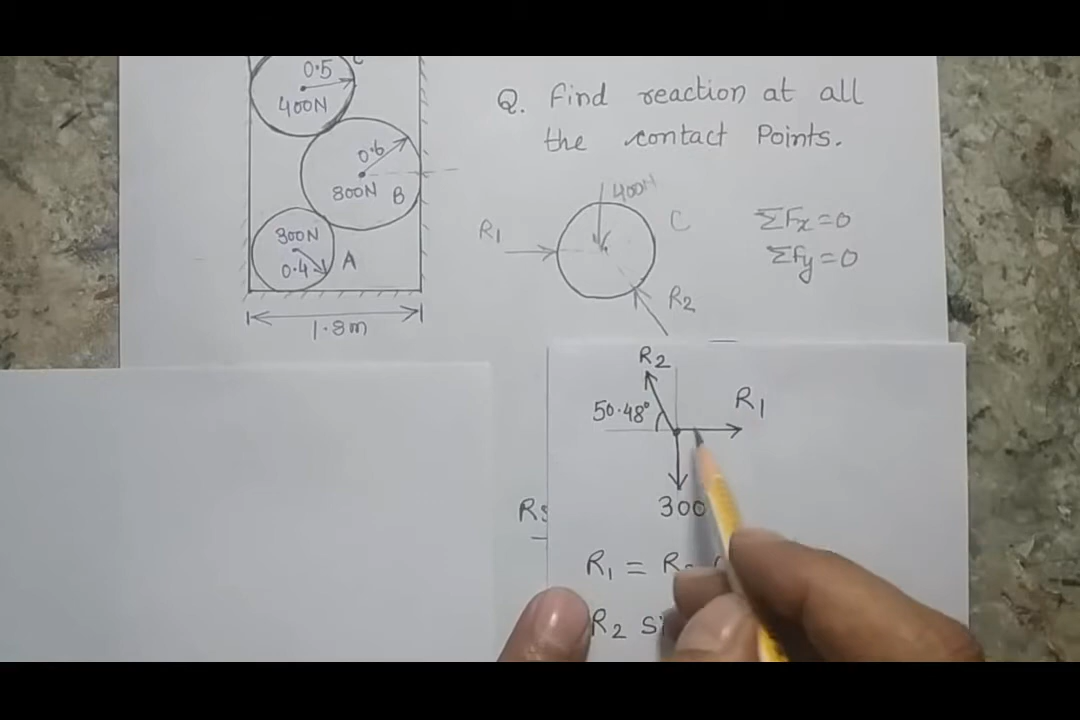 0.5
400N
0.6
800N B
300N
0.4 A
1.8m
Q. Find reaction at all
the contact Points.
400N
R1
C
R2
ΣFx=0
ΣFy=0
R2
50.48°
R1
300
R1 =
R2